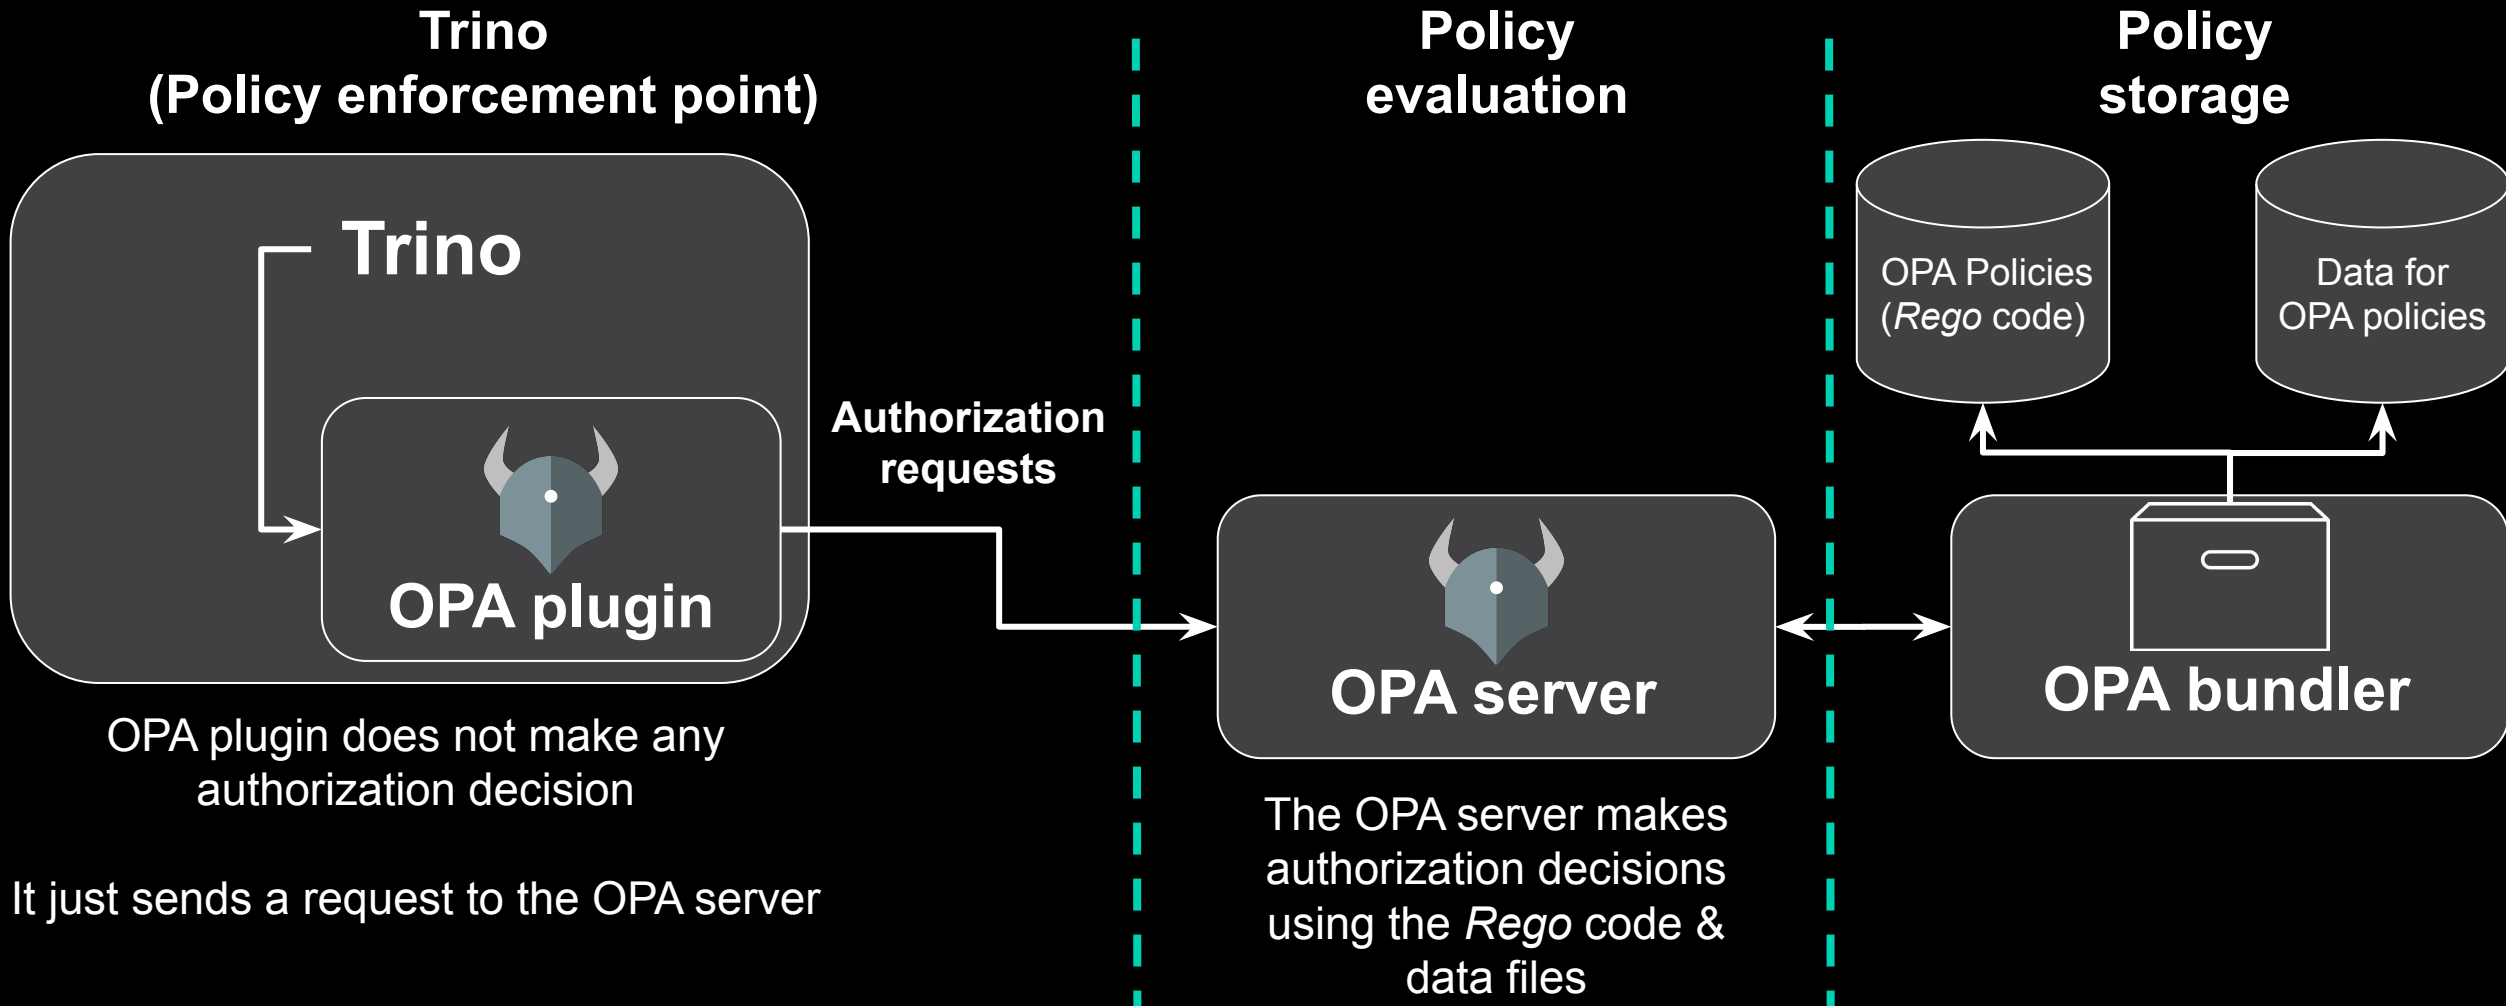 Trino
(Policy enforcement point)
Trino
OPA plugin
OPA plugin does not make any
authorization decision
It just sends a request to the OPA server
Authorization
requests
Policy
evaluation
OPA server
The OPA server makes
authorization decisions
using the Rego code &
data files
Policy
storage
OPA Policies
(Rego code)
Data for
OPA policies
OPA bundler